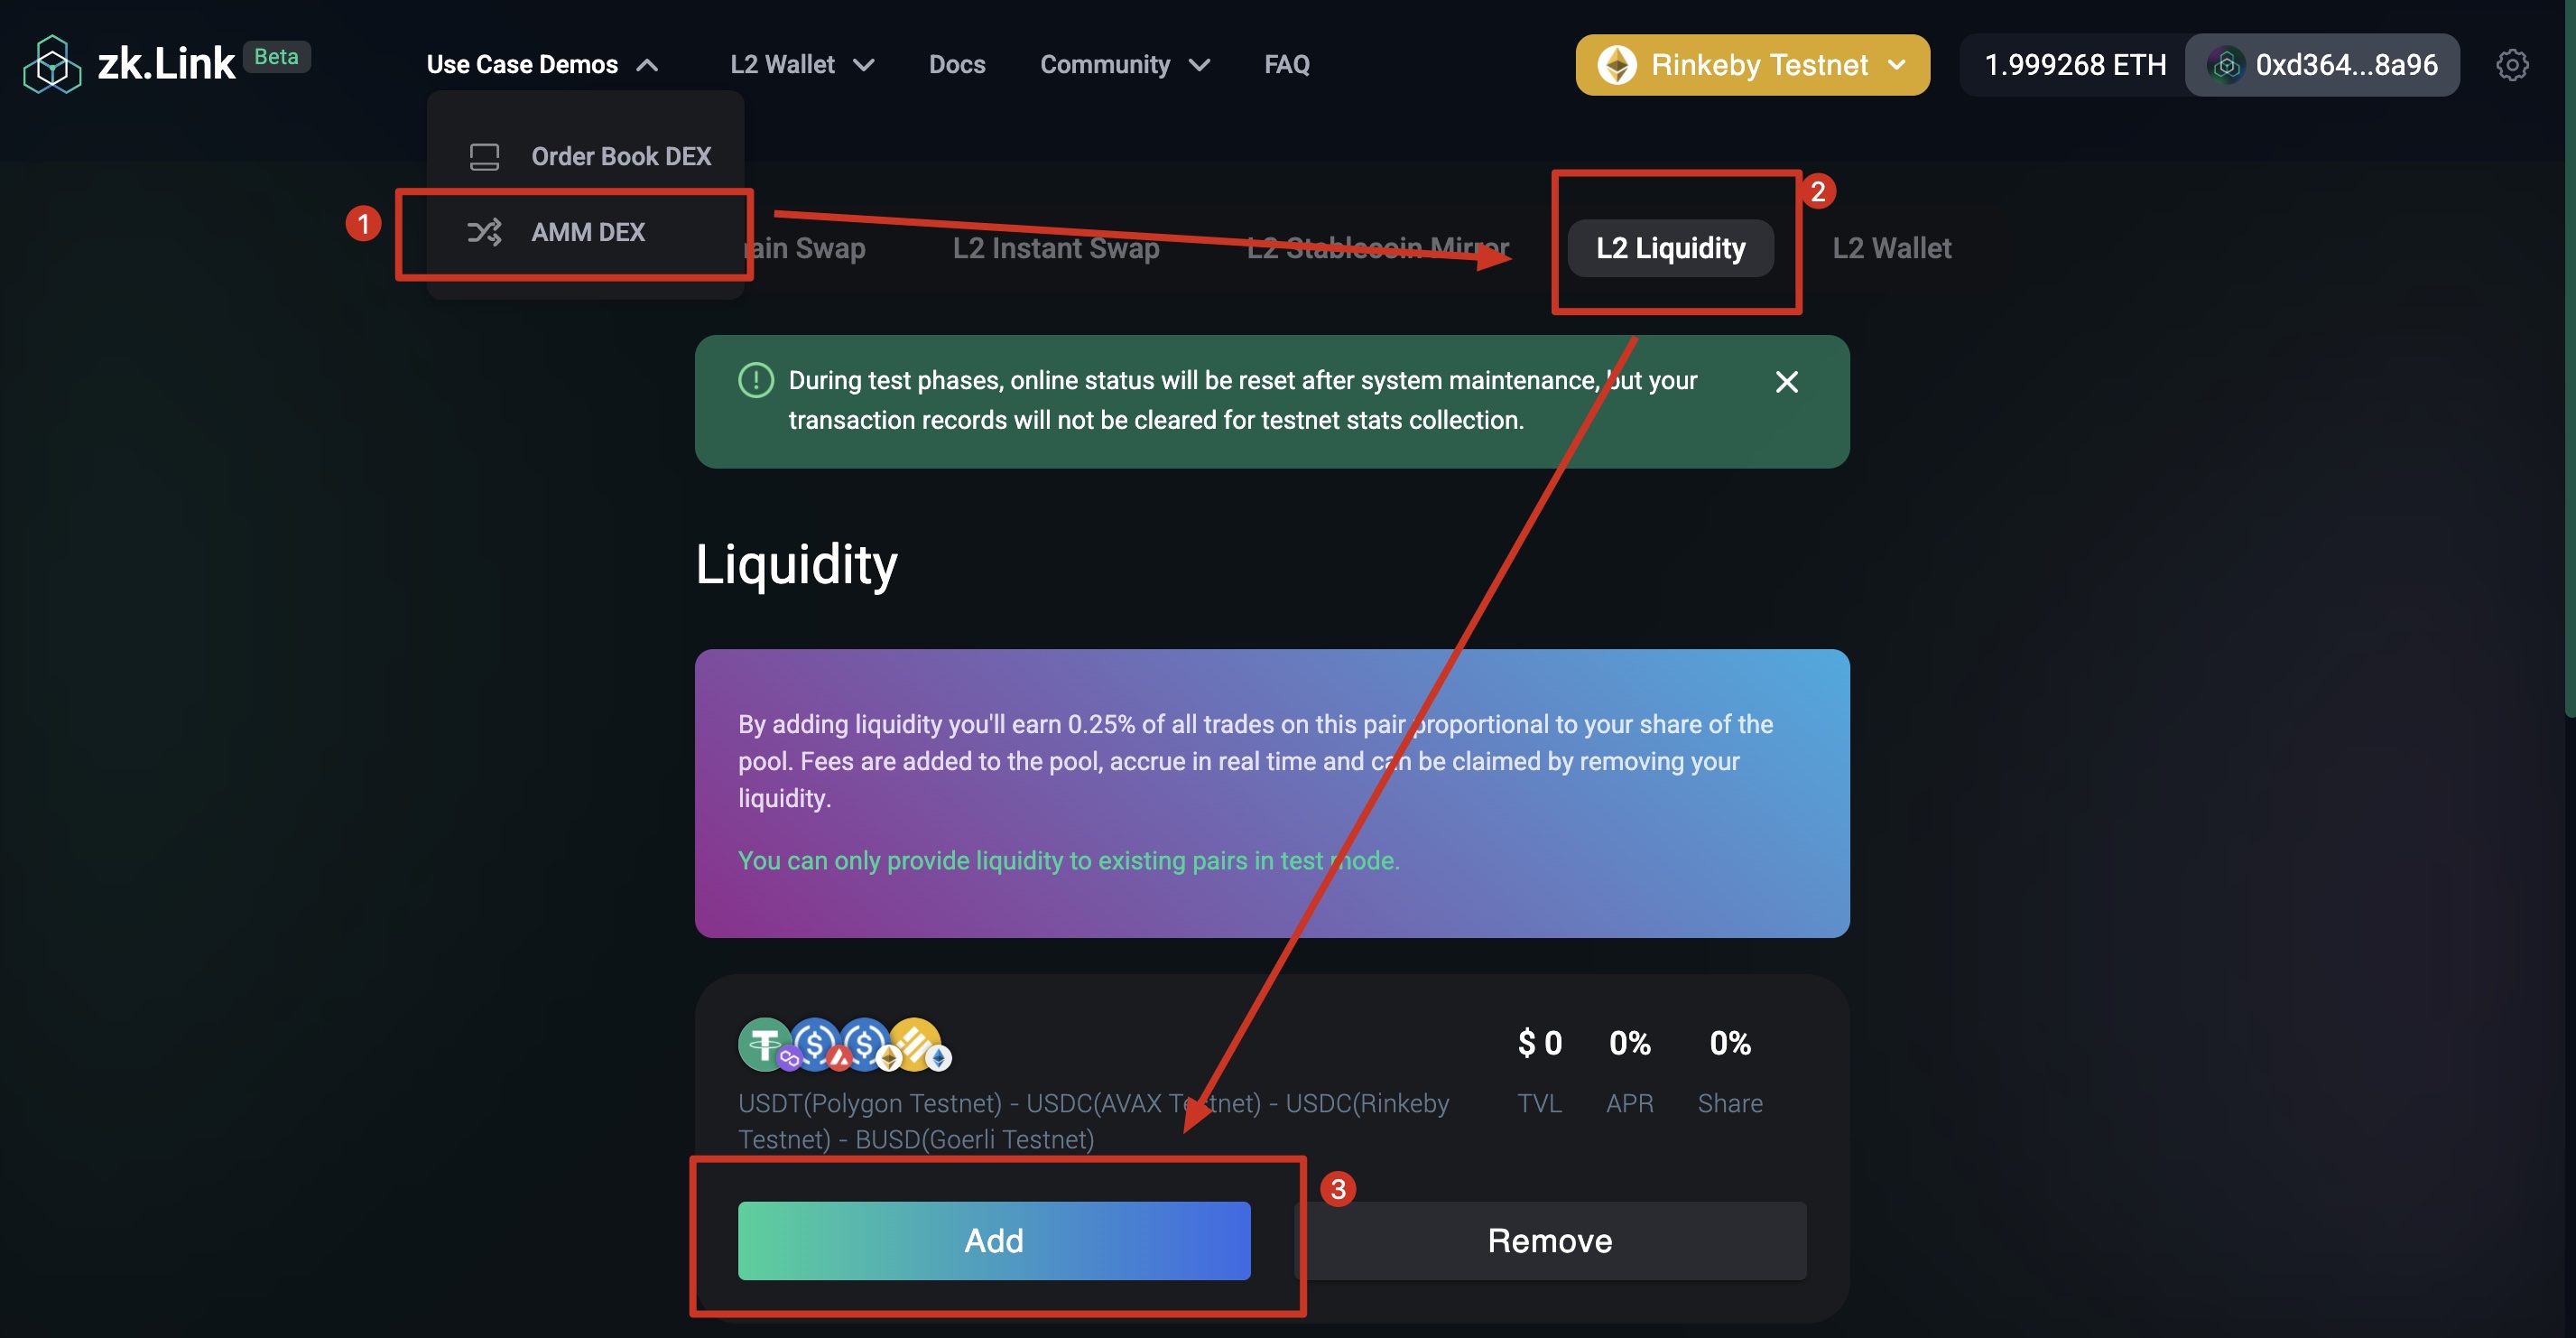 zk.Link Beta
Use Case Demos
L2 Wallet
Docs
Community
FAQ
Rinkeby Testnet
1.999268 ETH
0xd364...8a96
Order Book DEX
1
AMM DEX
Swap
L2 Instant Swap
L2 Stablecoin Mirror
L2 Liquidity
2
L2 Wallet
During test phases, online status will be reset after system maintenance, but your
transaction records will not be cleared for testnet stats collection.
Liquidity
By adding liquidity you'll earn 0.25% of all trades on this pair proportional to your share of the
pool. Fees are added to the pool, accrue in real time and can be claimed by removing your
liquidity.
You can only provide liquidity to existing pairs in test mode.
$ 0
0%
0%
USDT(Polygon Testnet) - USDC(AVAX Testnet) - USDC(Rinkeby
Testnet) - BUSD(Goerli Testnet)
TVL
APR
Share
3
Add
Remove